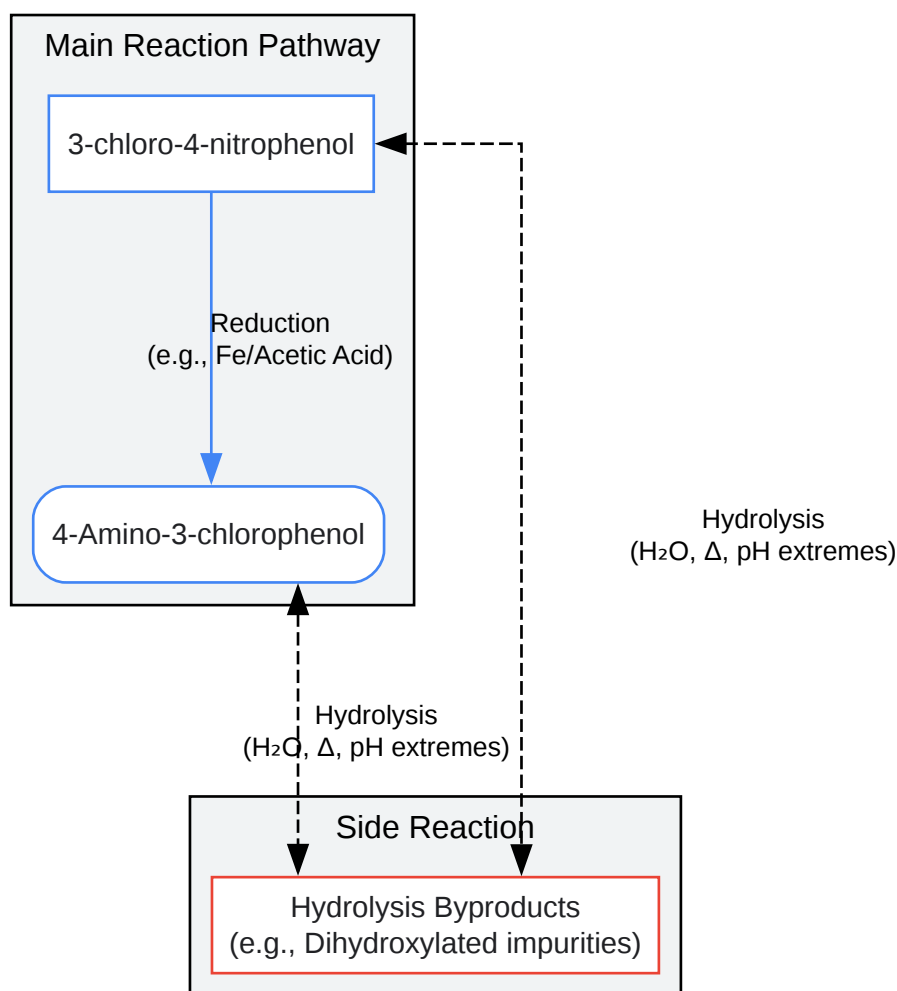 Main Reaction Pathway
3-chloro-4-nitrophenol
Reduction
(e.g., Fe/Acetic Acid)
4-Amino-3-chlorophenol
Hydrolysis
(H₂O, Δ, pH extremes)
Hydrolysis
(H₂O, Δ, pH extremes)
Side Reaction
Hydrolysis Byproducts
(e.g., Dihydroxylated impurities)